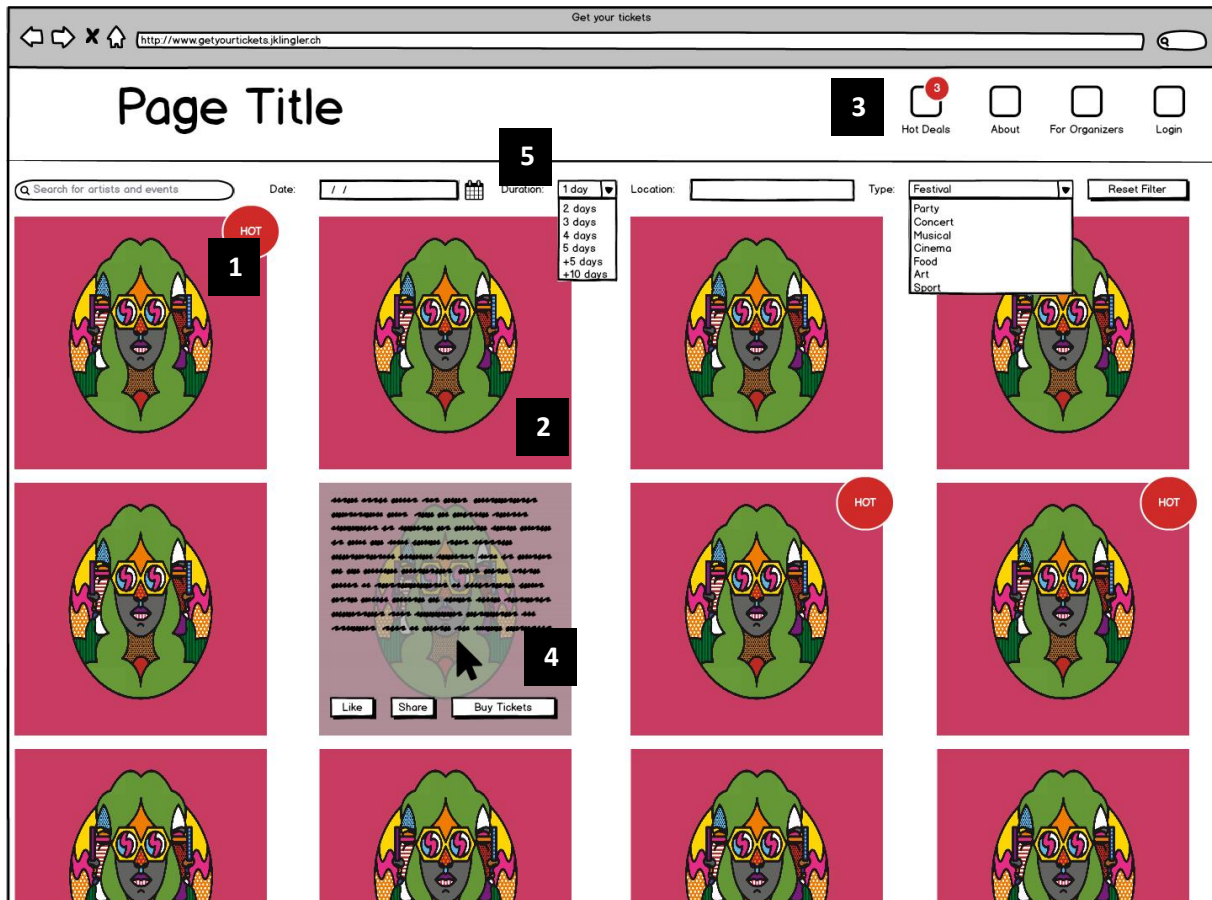 Get your tickets
http://www.getyourtickets.jklingler.ch
Page Title
3
3
Hot Deals
About
For Organizers
Login
5
Search for artists and events
Date:
/ /
Duration:
1 day
Location:
Type:
Festival
Reset Filter
2 days
3 days
4 days
5 days
+5 days
+10 days
Party
Concert
Musical
Cinema
Food
Art
Sport
HOT
1
2
HOT
HOT
4
Like
Share
Buy Tickets